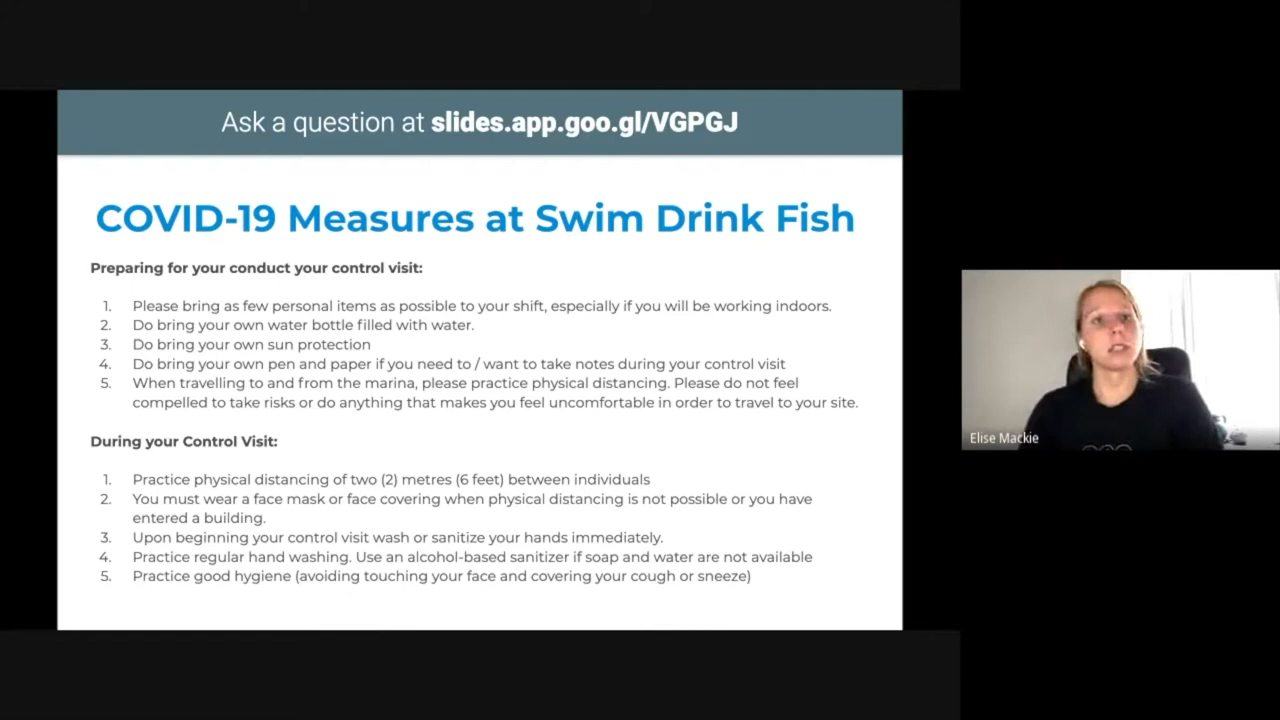 Ask a question at slides.app.goo.gl/VGPGJ
COVID-19 Measures at Swim Drink Fish
Preparing for your conduct your control visit:
1. Please bring as few personal items as possible to your shift, especially if you will be working indoors.
2. Do bring your own water bottle filled with water.
3. Do bring your own sun protection
4. Do bring your own pen and paper if you need to / want to take notes during your control visit
5. When travelling to and from the marina, please practice physical distancing. Please do not feel
compelled to take risks or do anything that makes you feel uncomfortable in order to travel to your site.
During your Control Visit:
1. Practice physical distancing of two (2) metres (6 feet) between individuals
2. You must wear a face mask or face covering when physical distancing is not possible or you have
entered a building.
3. Upon beginning your control visit wash or sanitize your hands immediately.
4. Practice regular hand washing. Use an alcohol-based sanitizer if soap and water are not available
5. Practice good hygiene (avoiding touching your face and covering your cough or sneeze)
Elise Mackie